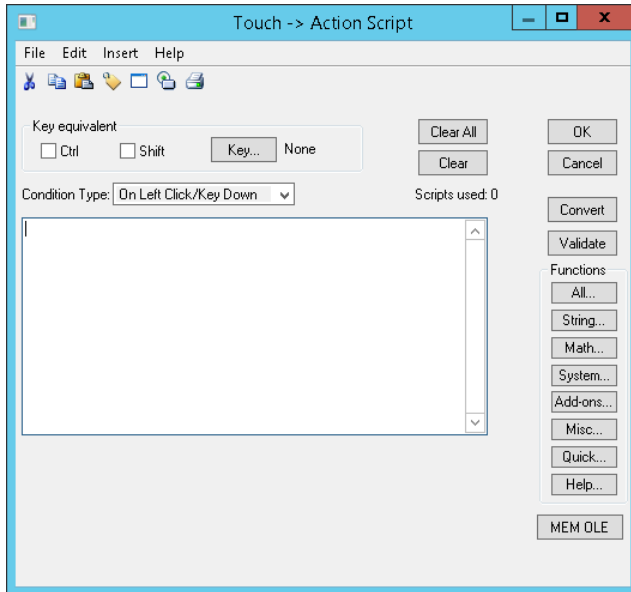 Touch -> Action Script
File Edit Insert Help
Key equivalent
Ctrl Shift Key... None
Clear All
Clear
OK
Cancel
Condition Type: On Left Click/Key Down
Scripts used: 0
Convert
Validate
Functions
All...
String...
Math...
System...
Add-ons...
Misc...
Quick...
Help...
MEM OLE